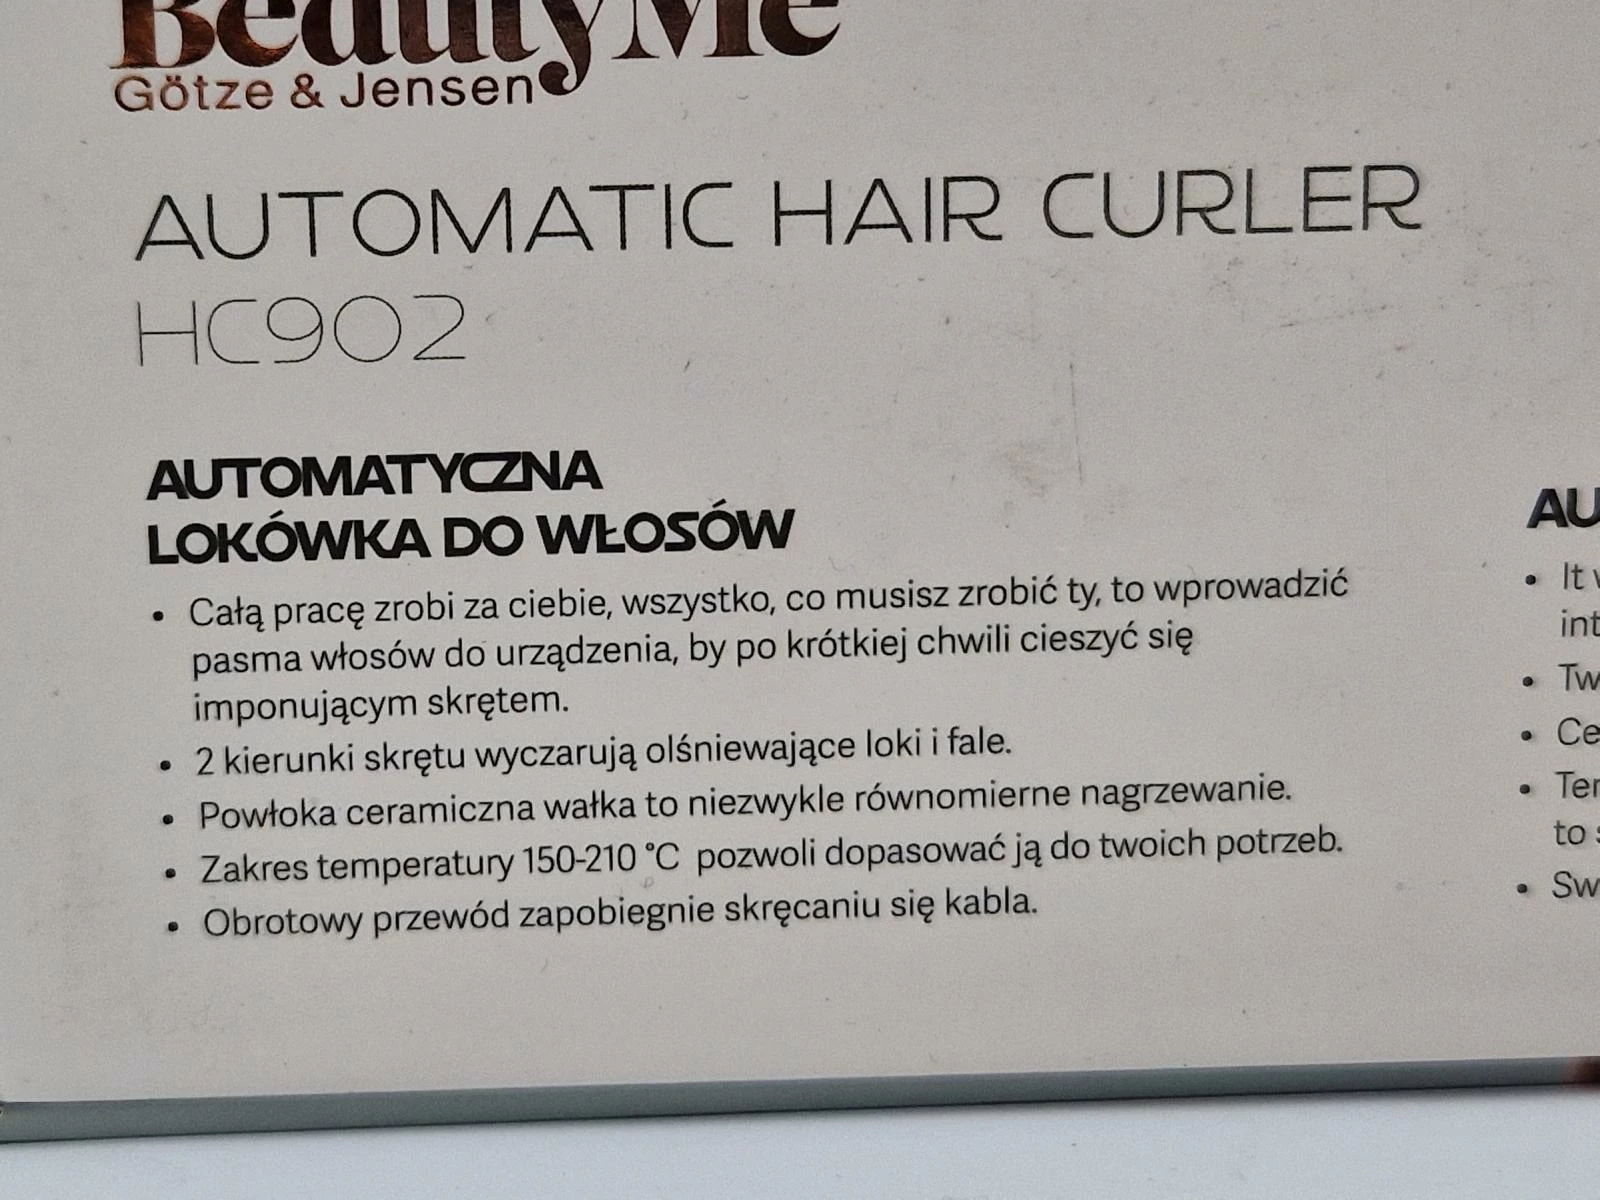 BeautyMe
Götze & Jensen
AUTOMATIC HAIR CURLER
HC902
AUTOMATYCZNA
LOKÓWKA DO WŁOSÓW
• Całą pracę zrobi za ciebie, wszystko, co musisz zrobić ty, to wprowadzić
pasma włosów do urządzenia, by po krótkiej chwili cieszyć się
imponującym skrętem.
• 2 kierunki skrętu wyczarują olśniewające loki i fale.
• Powłoka ceramiczna wałka to niezwykle równomierne nagrzewanie.
• Zakres temperatury 150-210 °C pozwoli dopasować ją do twoich potrzeb.
• Obrotowy przewód zapobiegnie skręcaniu się kabla.
• It
to